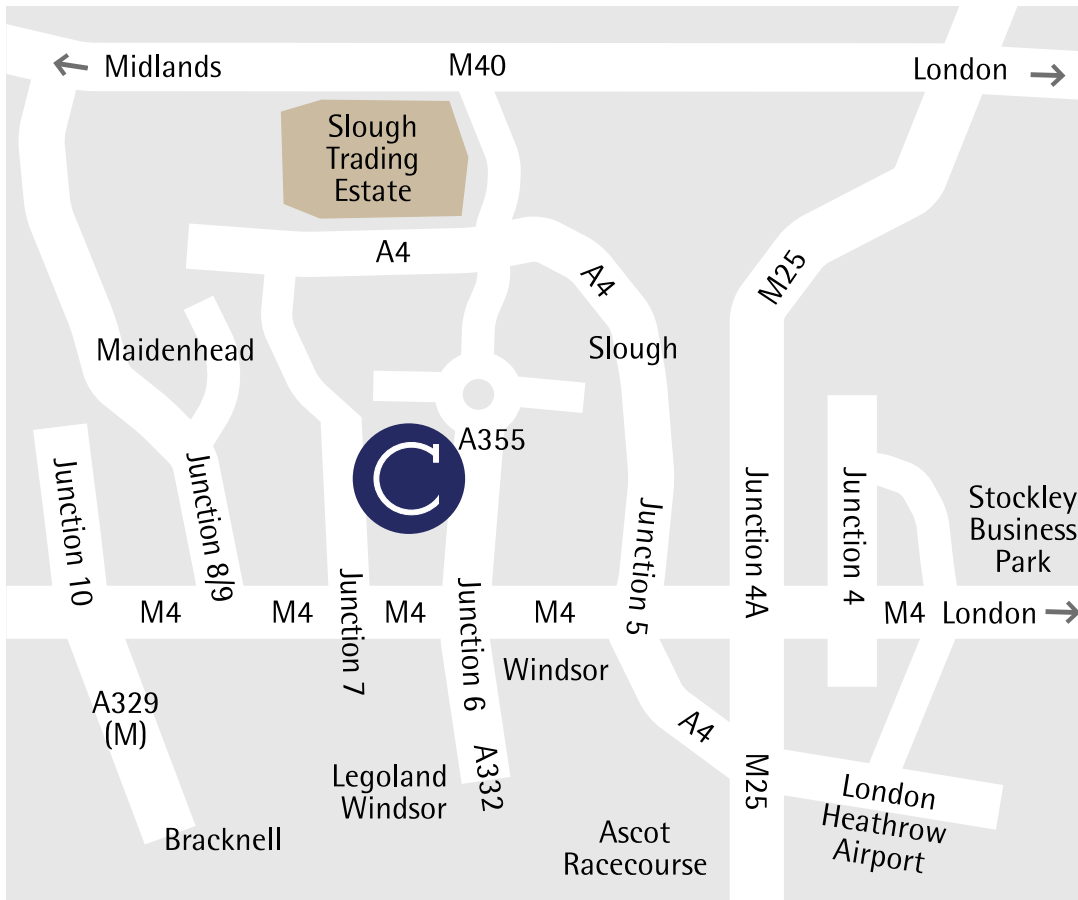 Midlands
M40
London
Slough
Trading
Estate
A4
A4
M25
Maidenhead
Slough
A355
C
Junction 10
Junction 8/9
Junction 7
Junction 6
Junction 5
Junction 4A
Junction 4
Stockley
Business
Park
M4
M4
M4
M4
M4
London
Windsor
A329
(M)
A4
Legoland
Windsor
A332
M25
London
Heathrow
Airport
Bracknell
Ascot
Racecourse